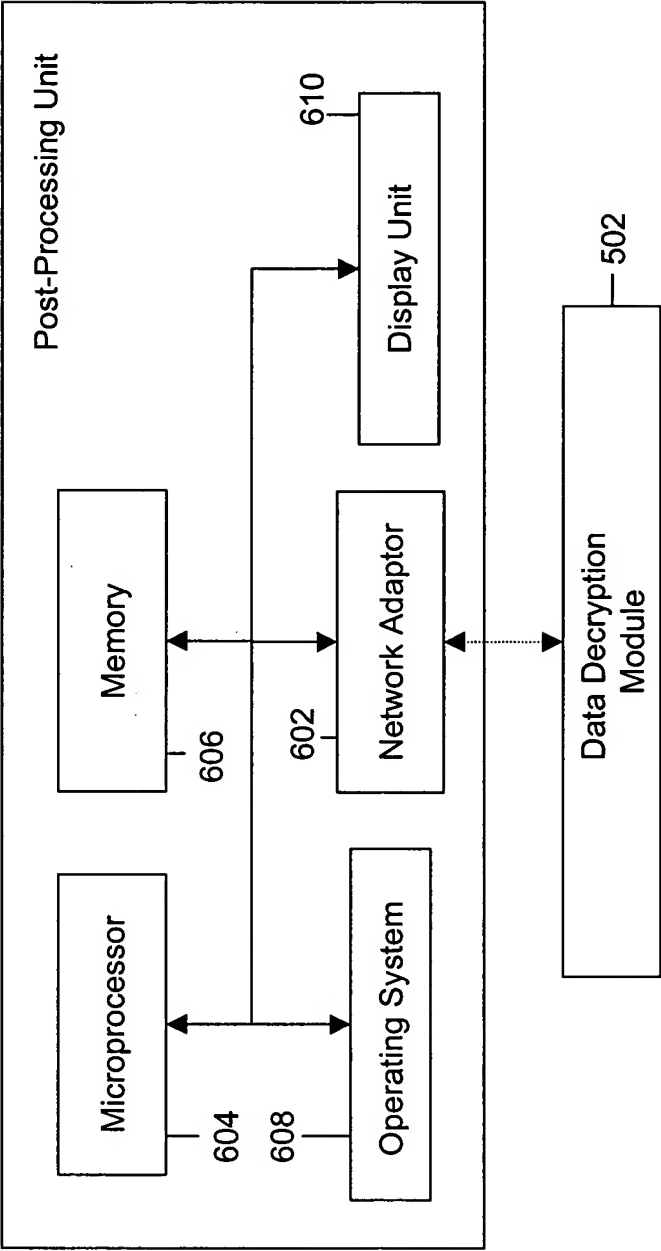 Post-Processing Unit
Microprocessor
604
Memory
606
608
Operating System
602
Network Adaptor
610
Display Unit
Data Decryption
Module
502